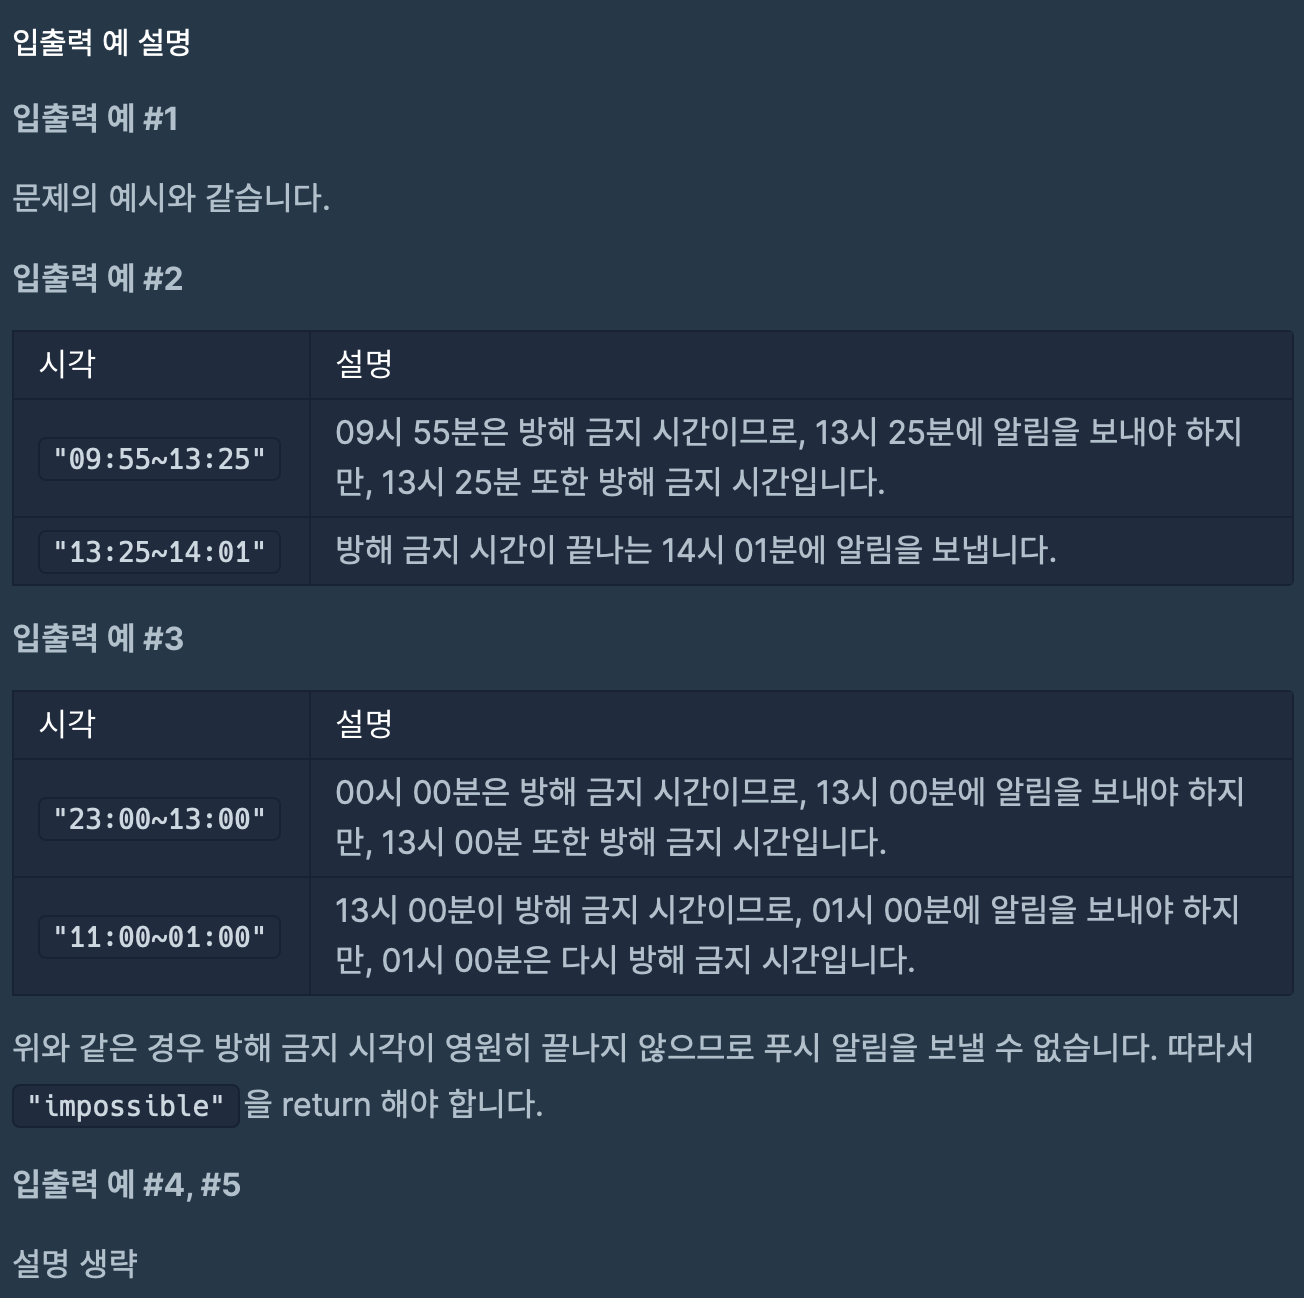 입출력 예 설명
입출력 예 #1
문제의 예시와 같습니다.
입출력 예 #2
시각 설명
"09:55~13:25" 09시 55분은 방해 금지 시간이므로, 13시 25분에 알림을 보내야 하지
만, 13시 25분 또한 방해 금지 시간입니다.
"13:25~14:01" 방해 금지 시간이 끝나는 14시 01분에 알림을 보냅니다.
입출력 예 #3
시각 설명
"23:00~13:00" 00시 00분은 방해 금지 시간이므로, 13시 00분에 알림을 보내야 하지
만, 13시 00분 또한 방해 금지 시간입니다.
"11:00~01:00" 13시 00분이 방해 금지 시간이므로, 01시 00분에 알림을 보내야 하지
만, 01시 00분은 다시 방해 금지 시간입니다.
위와 같은 경우 방해 금지 시각이 영원히 끝나지 않으므로 푸시 알림을 보낼 수 없습니다. 따라서
"impossible"을 return 해야 합니다.
입출력 예 #4, #5
설명 생략